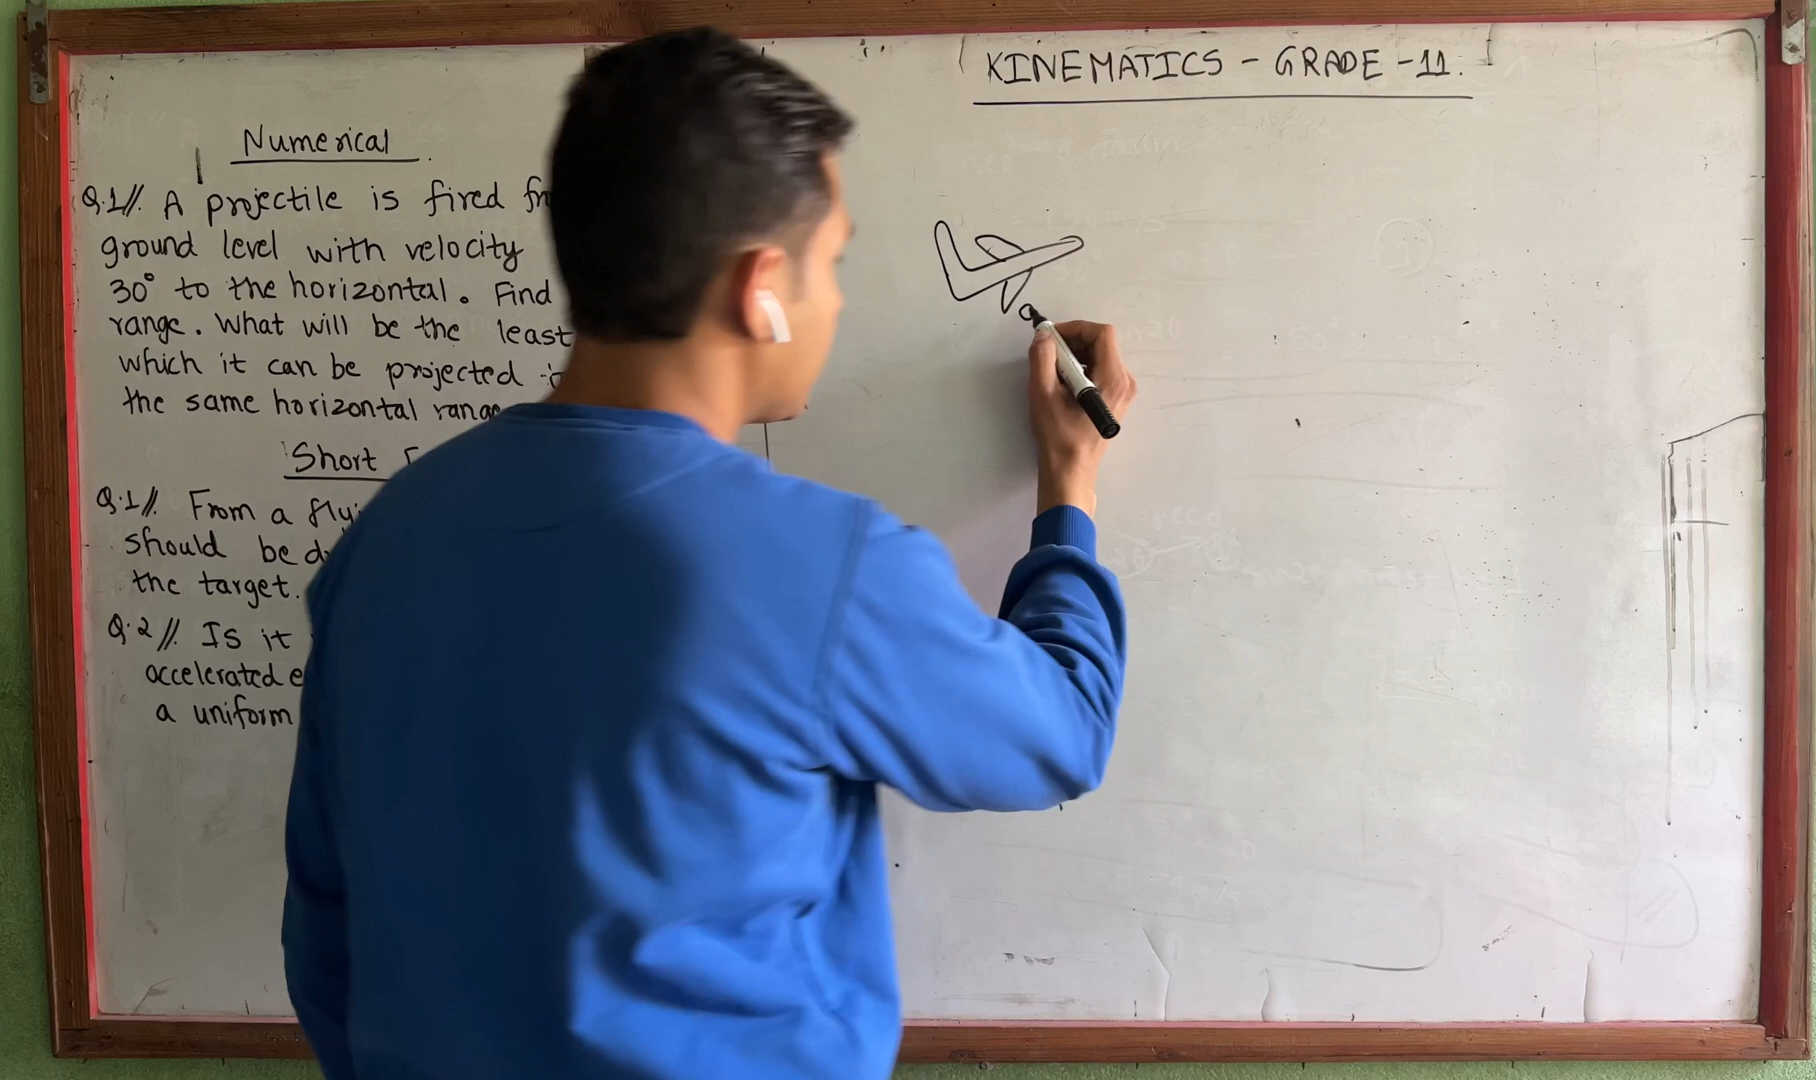 KINEMATICS - GRADE - 11.
Numerical
Q.1//. A projectile is fired
ground level with velocity
30° to the horizontal. Find
range. What will be the least
which it can be projected
the same horizontal range
Short
Q.1//. From a
should be
the target.
Q.2//. Is it
accelerated
a uniform